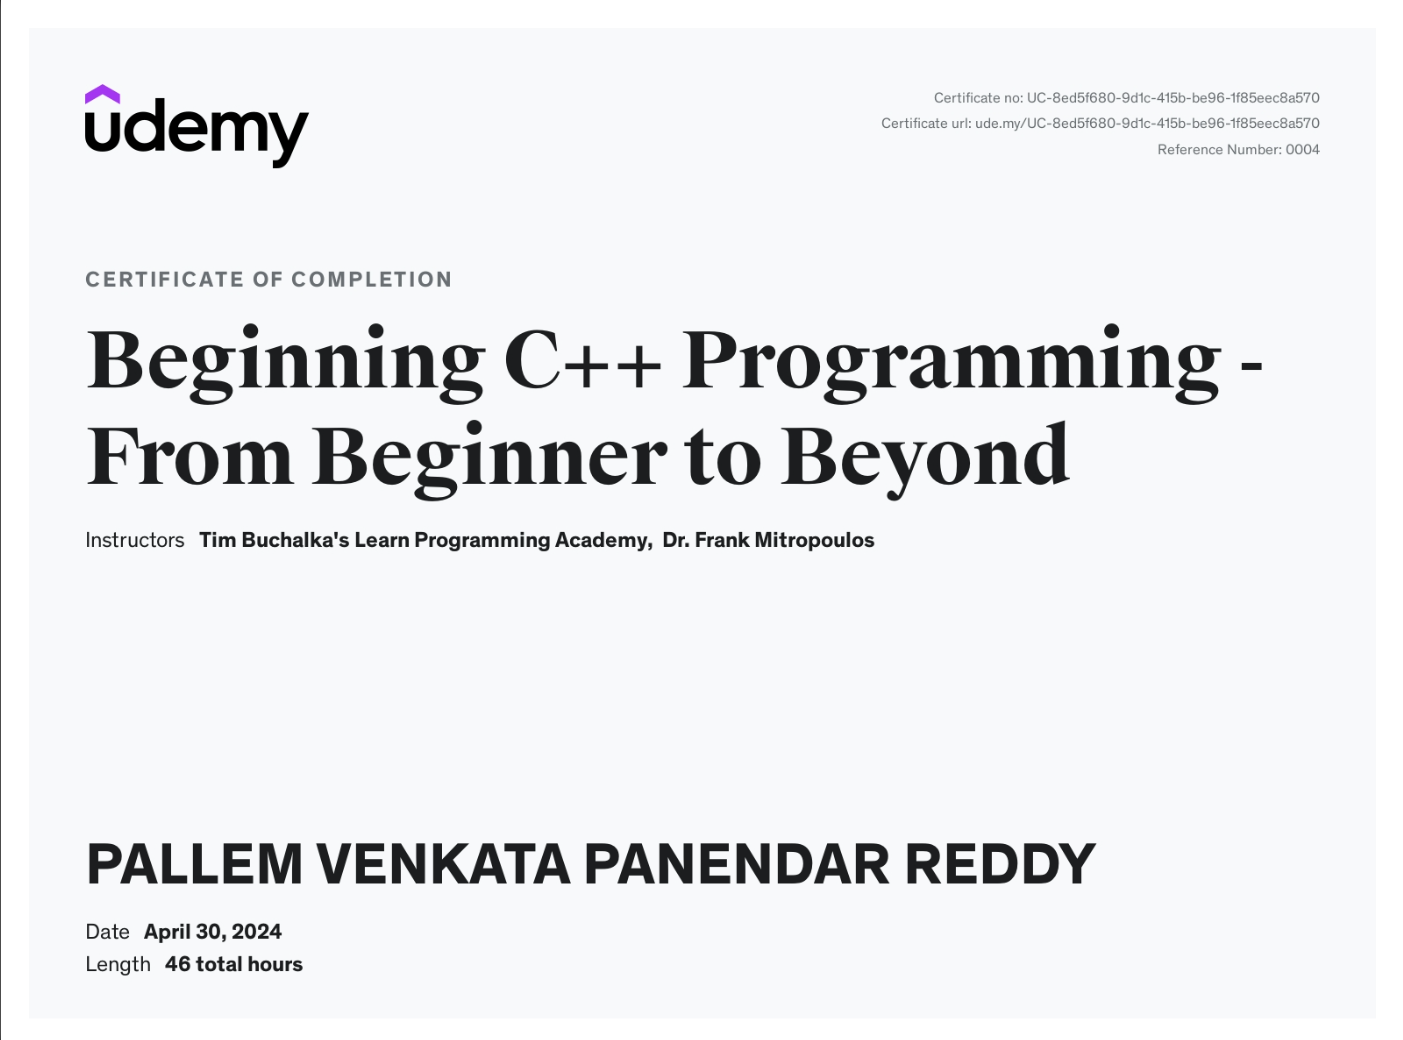 udemy
Certificate no: UC-8ed5f680-9d1c-415b-be96-1f85eec8a570
Certificate url: ude.my/UC-8ed5f680-9d1c-415b-be96-1f85eec8a570
Reference Number: 0004
CERTIFICATE OF COMPLETION
Beginning C++ Programming -
From Beginner to Beyond
Instructors Tim Buchalka's Learn Programming Academy, Dr. Frank Mitropoulos
PALLEM VENKATA PANENDAR REDDY
Date April 30, 2024
Length 46 total hours